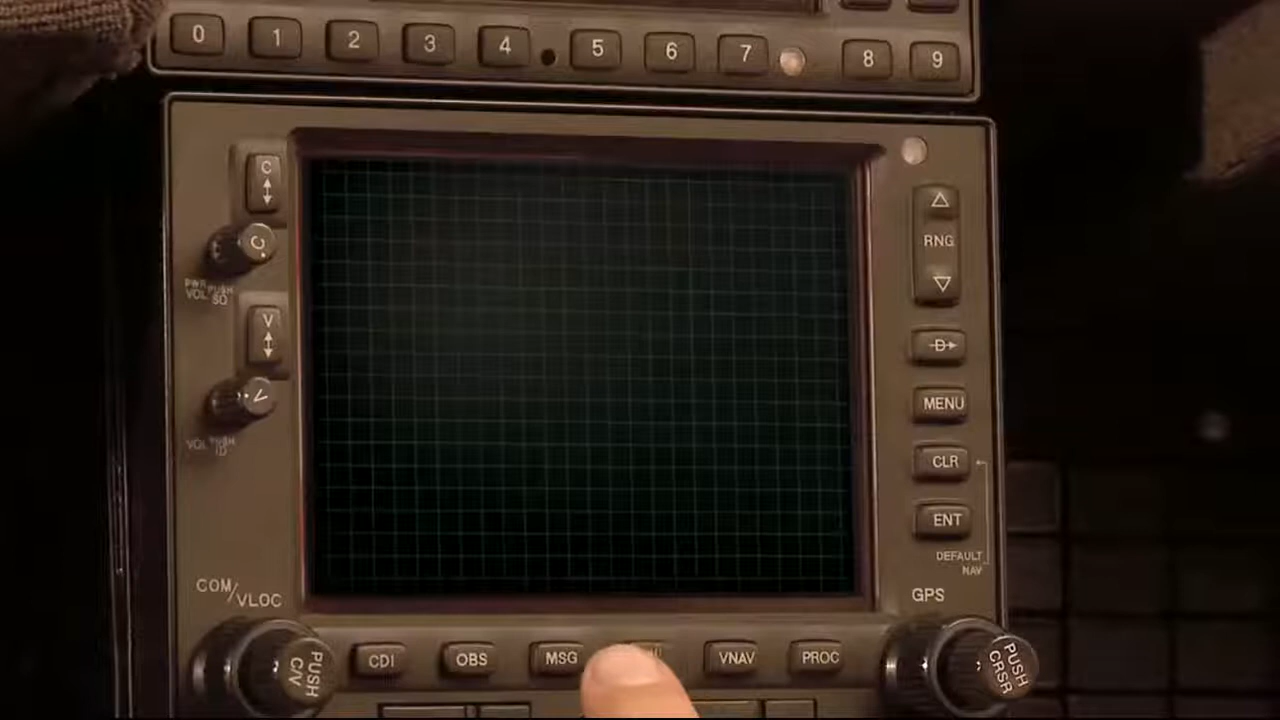 0 1 2 3 4 5 6 7 8 9
C
C
PWR PUSH
VOL SQ
V
V
VOL PUSH
ID
COM/VLOC
PUSH
C/V
RNG
D
MENU
CLR
ENT
DEFAULT
NAV
GPS
PUSH
CRSR
CDI OBS MSG VNAV PROC